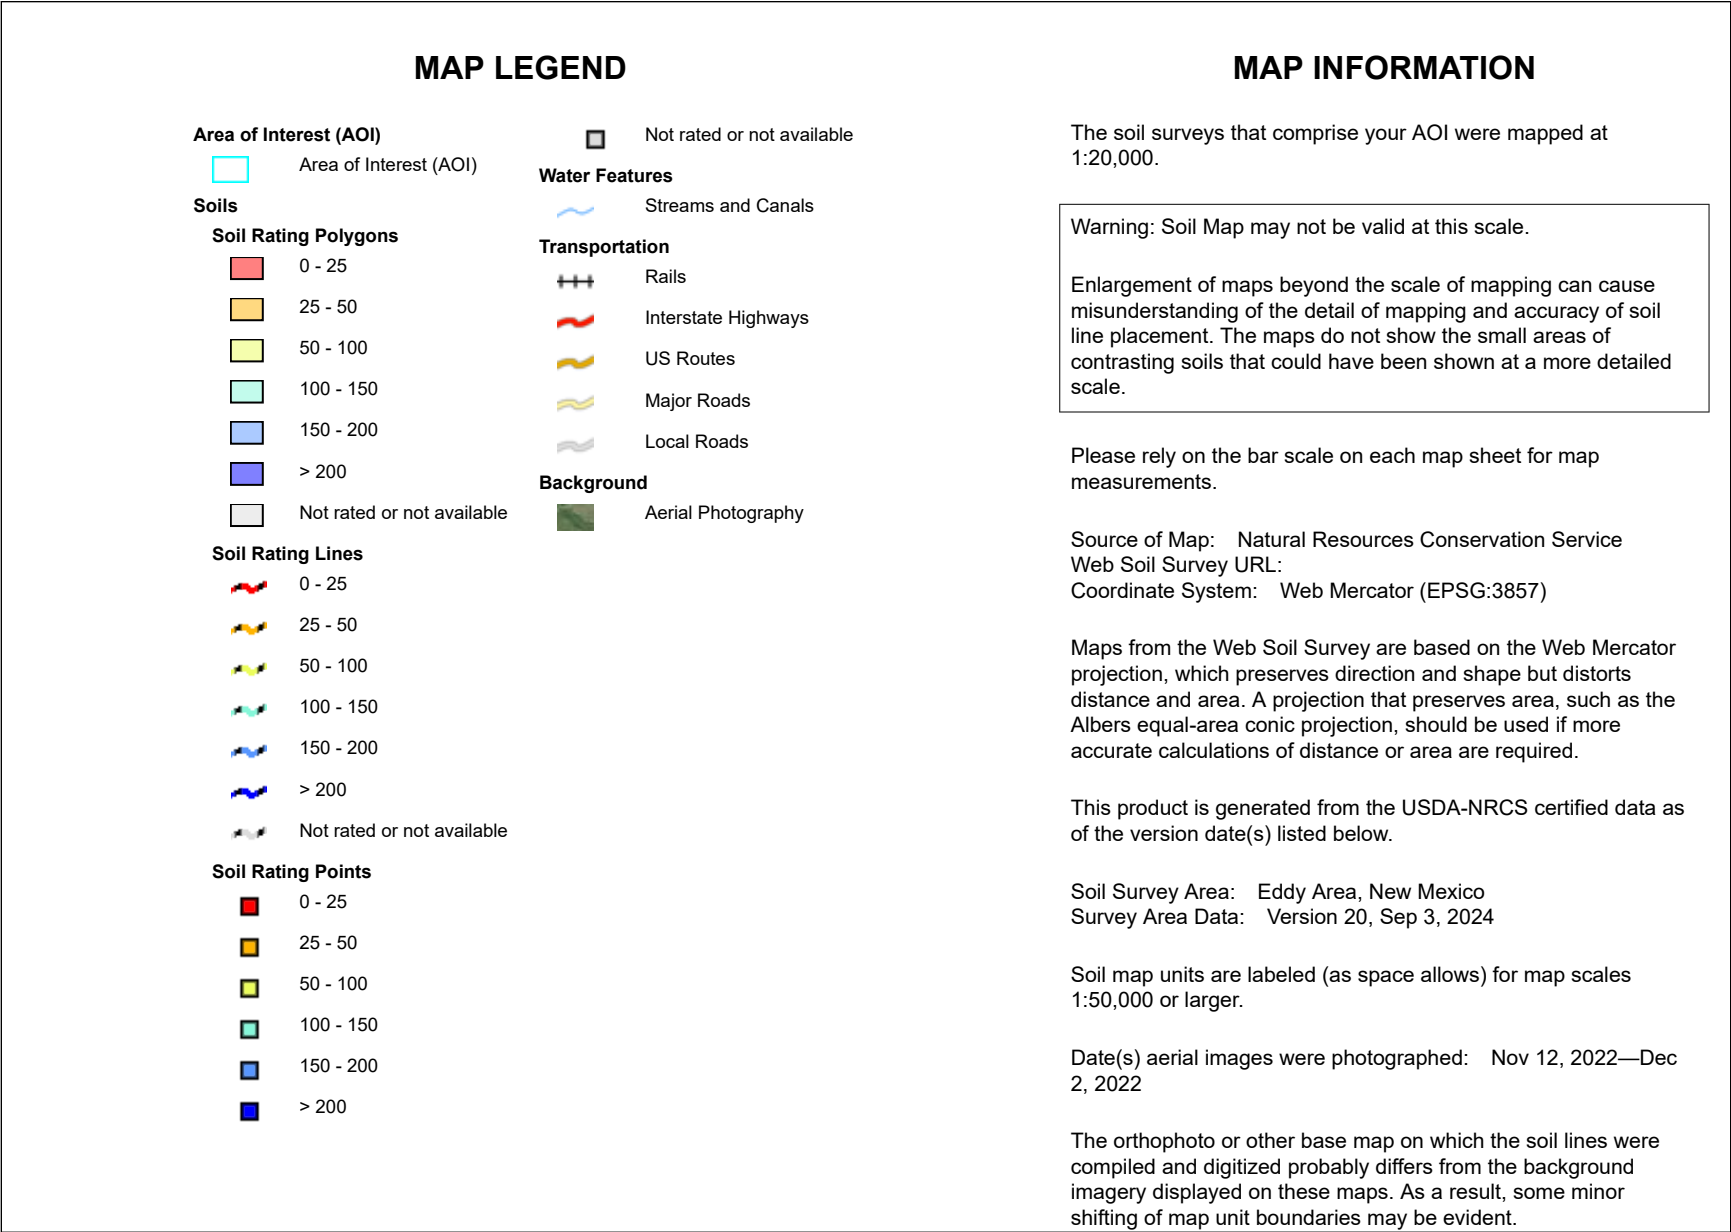 MAP LEGEND
Area of Interest (AOI)
Area of Interest (AOI)
Soils
Soil Rating Polygons
0 - 25
25 - 50
50 - 100
100 - 150
150 - 200
> 200
Not rated or not available
Soil Rating Lines
0 - 25
25 - 50
50 - 100
100 - 150
150 - 200
> 200
Not rated or not available
Soil Rating Points
0 - 25
25 - 50
50 - 100
100 - 150
150 - 200
> 200
Not rated or not available
Water Features
Streams and Canals
Transportation
Rails
Interstate Highways
US Routes
Major Roads
Local Roads
Background
Aerial Photography
MAP INFORMATION
The soil surveys that comprise your AOI were mapped at
1:20,000.
Warning: Soil Map may not be valid at this scale.
Enlargement of maps beyond the scale of mapping can cause
misunderstanding of the detail of mapping and accuracy of soil
line placement. The maps do not show the small areas of
contrasting soils that could have been shown at a more detailed
scale.
Please rely on the bar scale on each map sheet for map
measurements.
Source of Map: Natural Resources Conservation Service
Web Soil Survey URL:
Coordinate System: Web Mercator (EPSG:3857)
Maps from the Web Soil Survey are based on the Web Mercator
projection, which preserves direction and shape but distorts
distance and area. A projection that preserves area, such as the
Albers equal-area conic projection, should be used if more
accurate calculations of distance or area are required.
This product is generated from the USDA-NRCS certified data as
of the version date(s) listed below.
Soil Survey Area: Eddy Area, New Mexico
Survey Area Data: Version 20, Sep 3, 2024
Soil map units are labeled (as space allows) for map scales
1:50,000 or larger.
Date(s) aerial images were photographed: Nov 12, 2022—Dec
2, 2022
The orthophoto or other base map on which the soil lines were
compiled and digitized probably differs from the background
imagery displayed on these maps. As a result, some minor
shifting of map unit boundaries may be evident.